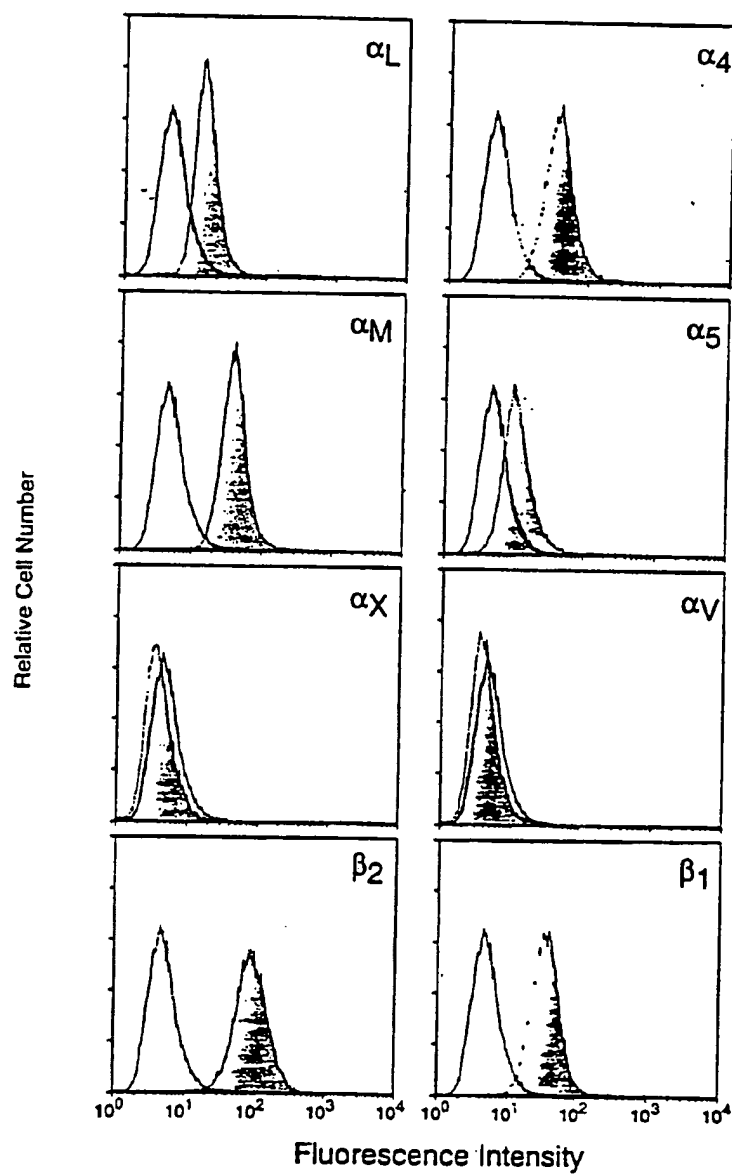 αL
α4
αM
α5
αX
αV
β2
β1
Relative Cell Number
10⁰ 10¹ 10² 10³ 10⁴
10⁰ 10¹ 10² 10³ 10⁴
Fluorescence Intensity